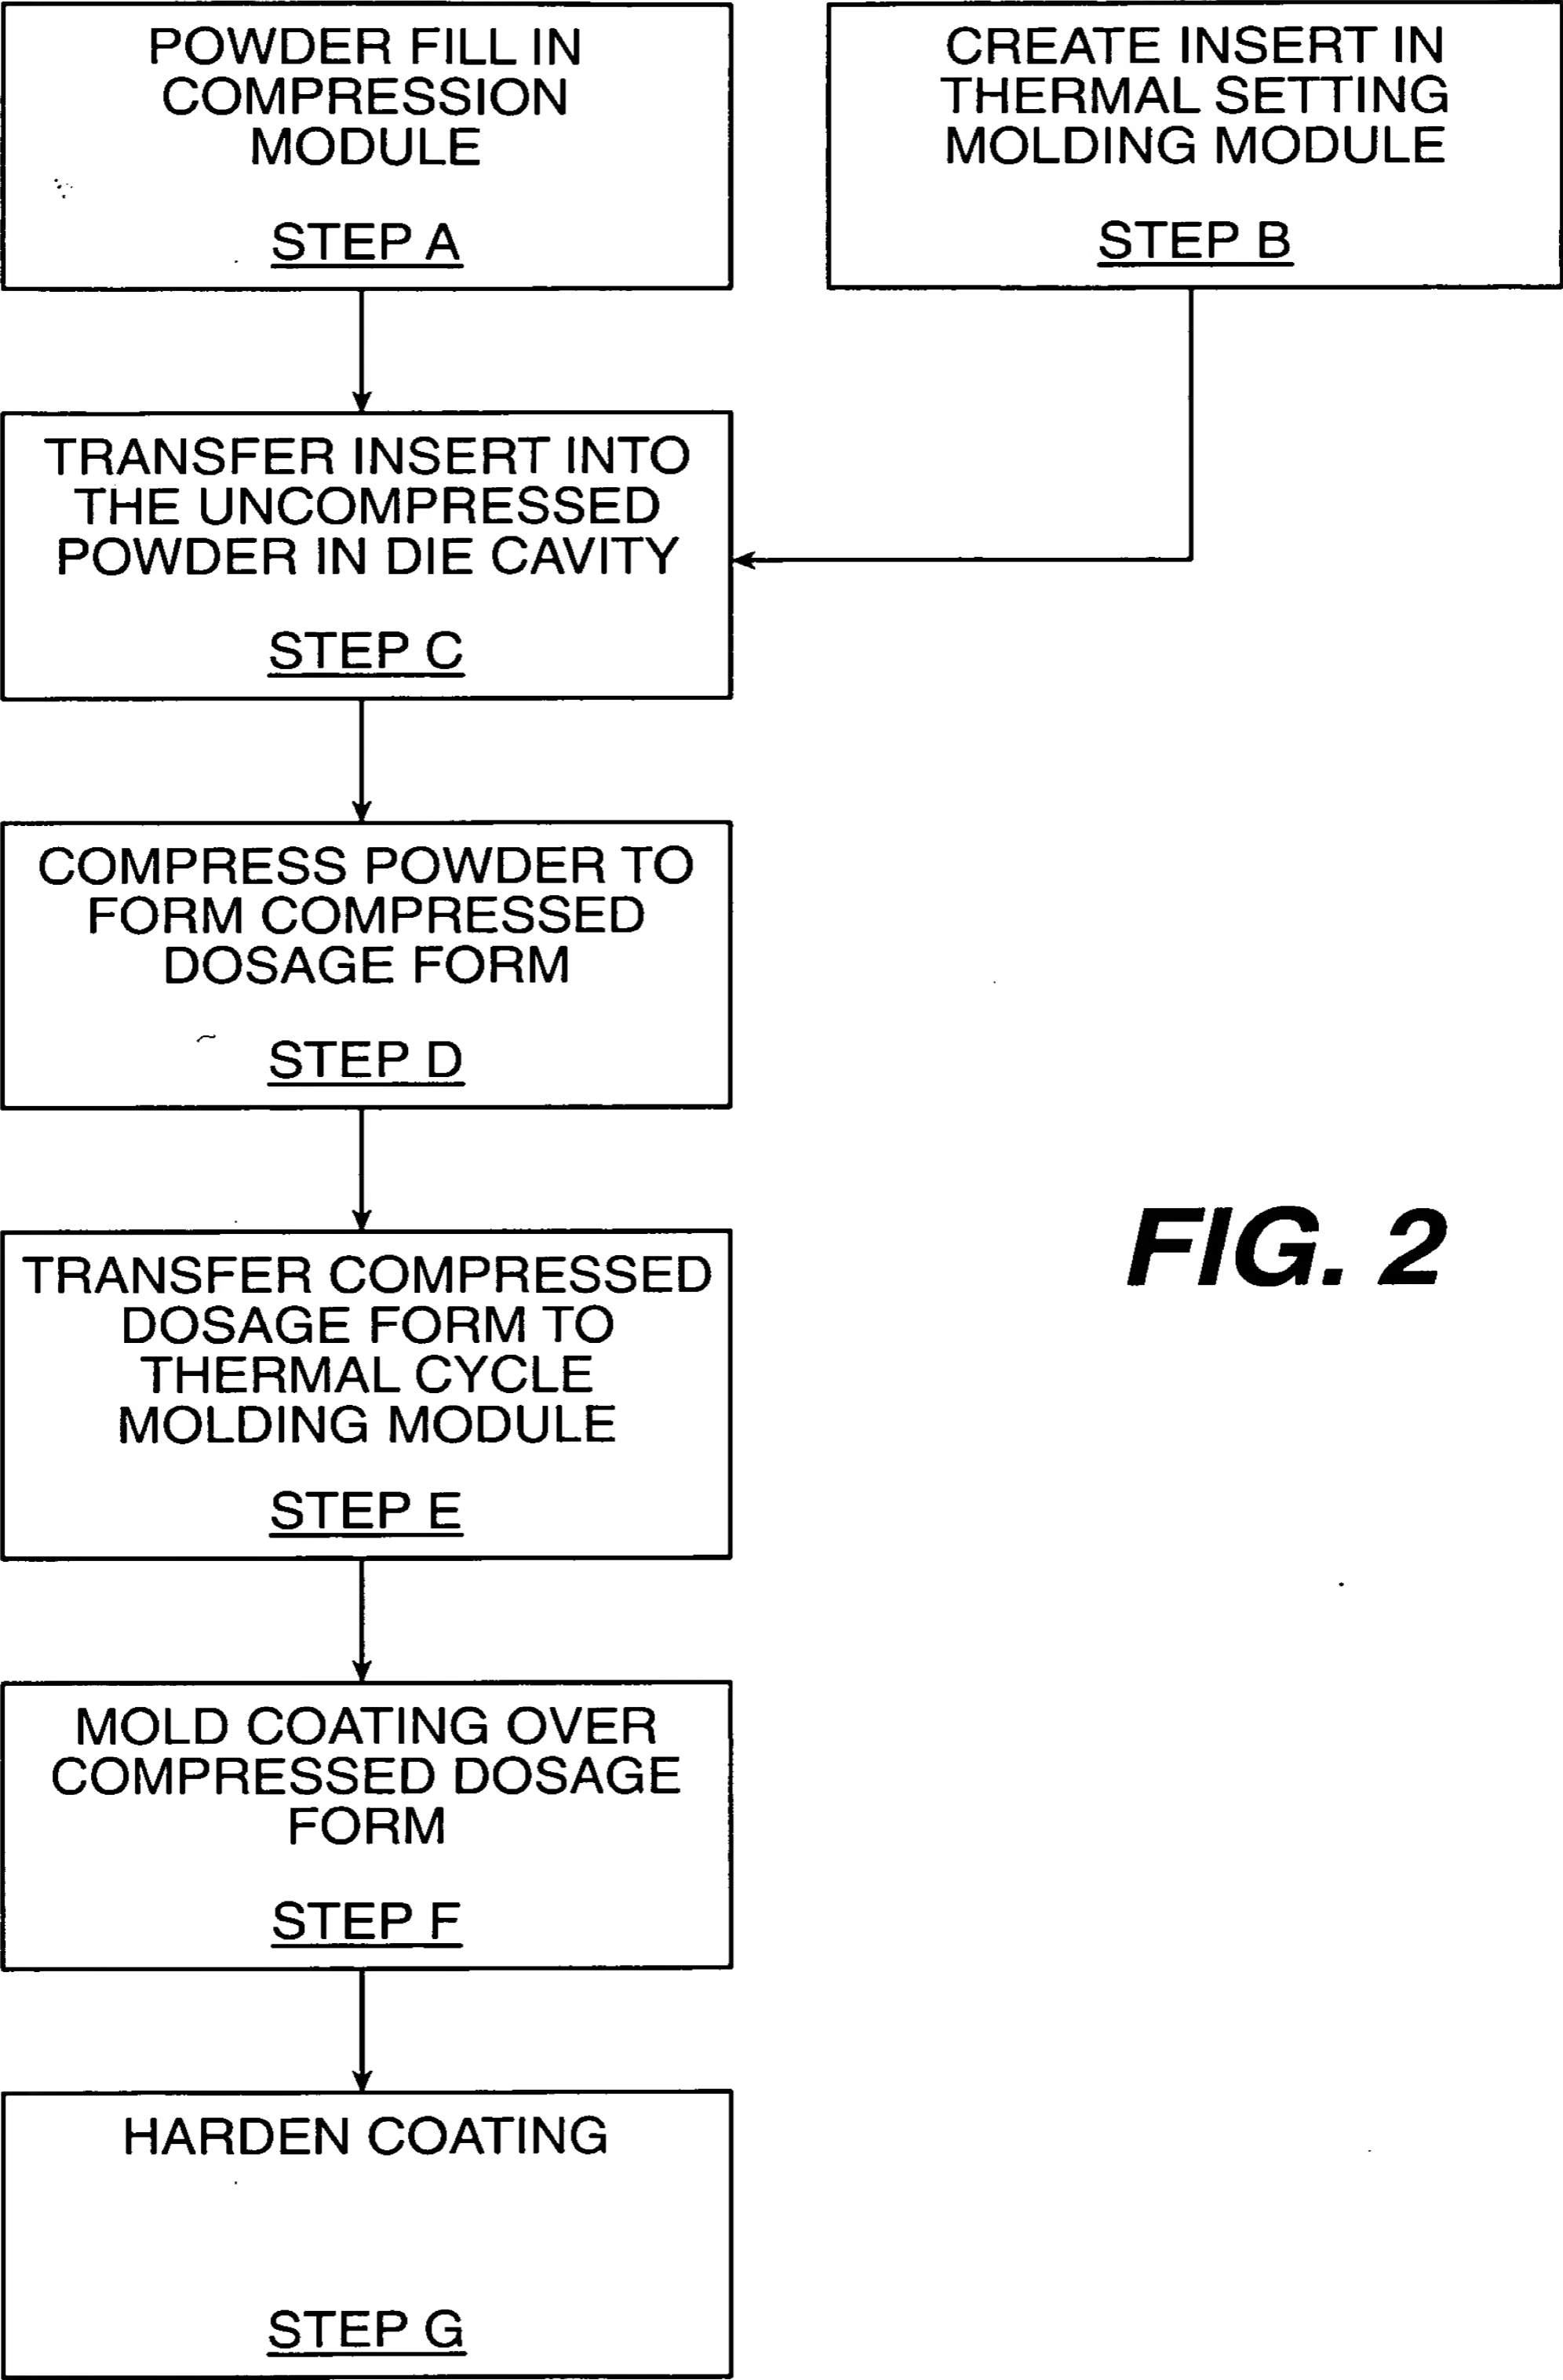 POWDER FILL IN
COMPRESSION
MODULE
STEP A
CREATE INSERT IN
THERMAL SETTING
MOLDING MODULE
STEP B
TRANSFER INSERT INTO
THE UNCOMPRESSED
POWDER IN DIE CAVITY
STEP C
COMPRESS POWDER TO
FORM COMPRESSED
DOSAGE FORM
STEP D
TRANSFER COMPRESSED
DOSAGE FORM TO
THERMAL CYCLE
MOLDING MODULE
STEP E
FIG. 2
MOLD COATING OVER
COMPRESSED DOSAGE
FORM
STEP F
HARDEN COATING
STEP G